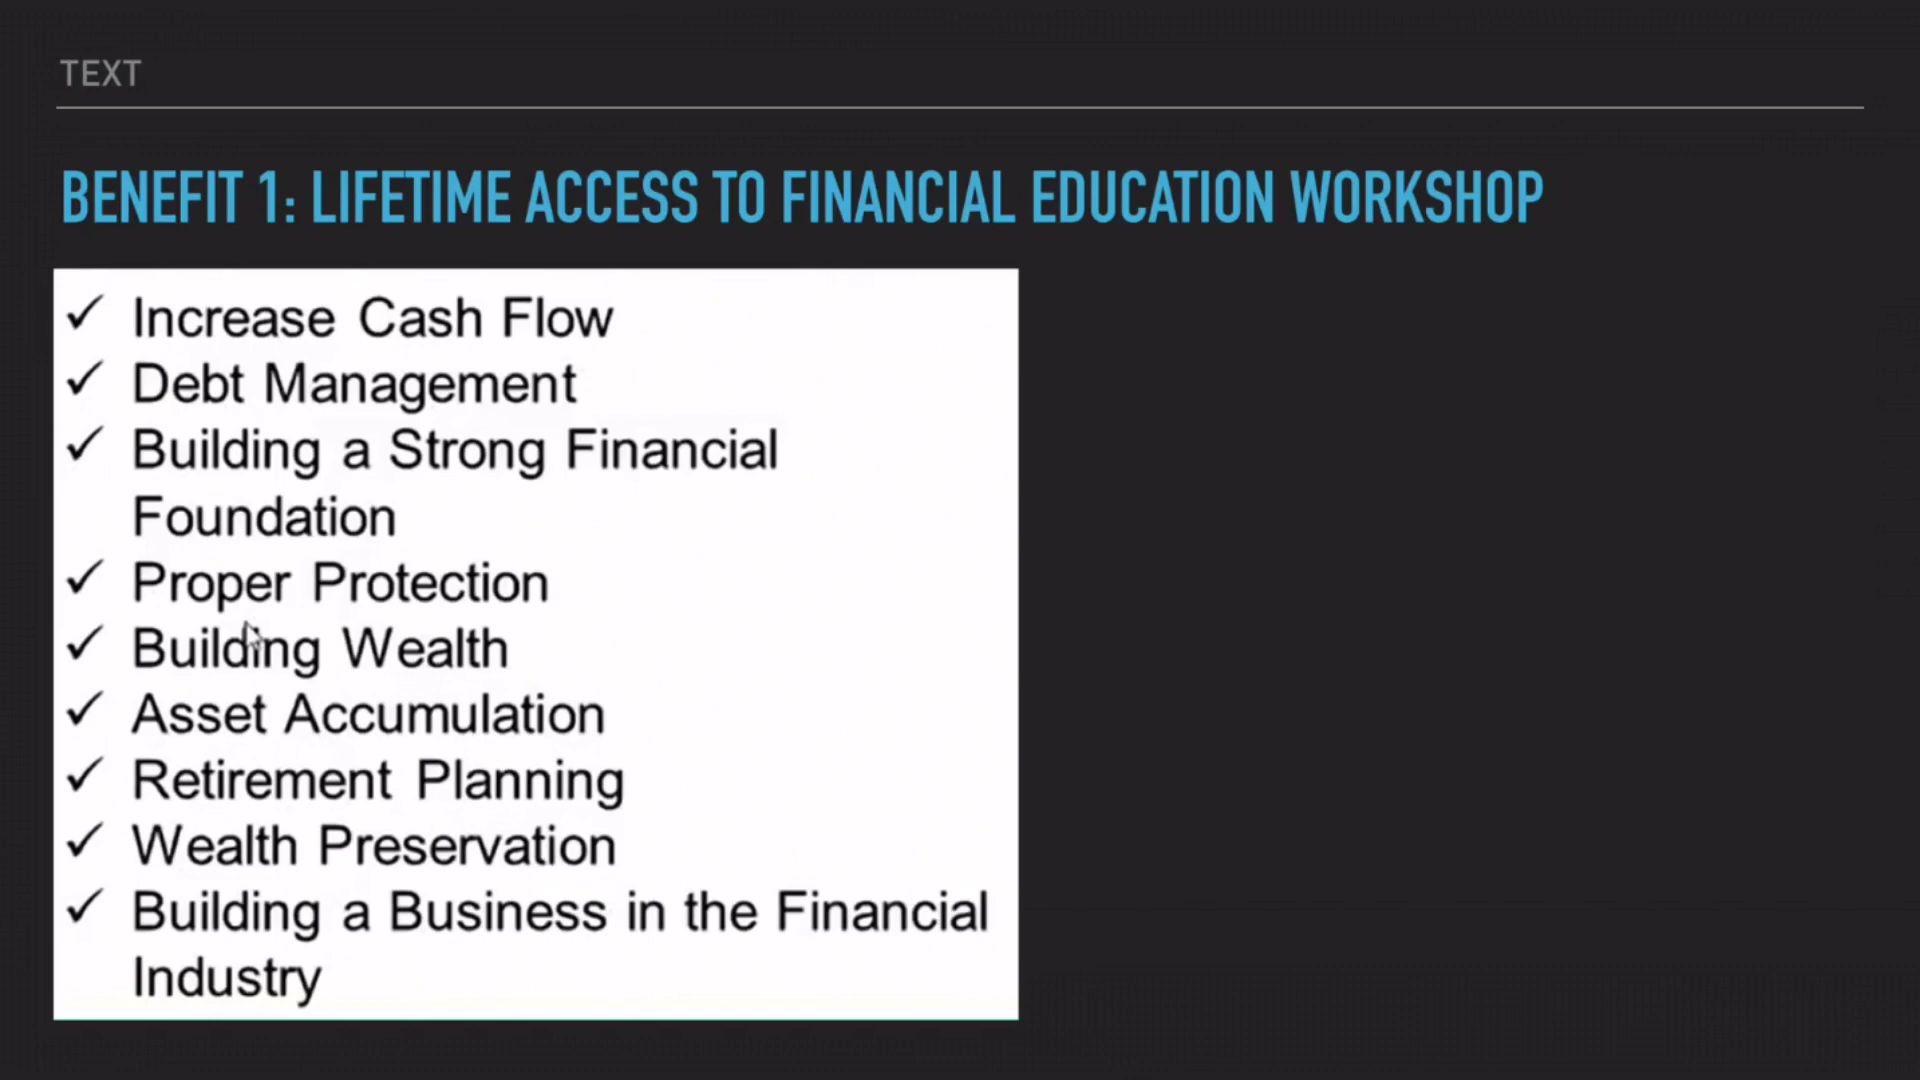 TEXT
BENEFIT 1: LIFETIME ACCESS TO FINANCIAL EDUCATION WORKSHOP
✓ Increase Cash Flow
✓ Debt Management
✓ Building a Strong Financial
Foundation
✓ Proper Protection
✓ Building Wealth
✓ Asset Accumulation
✓ Retirement Planning
✓ Wealth Preservation
✓ Building a Business in the Financial
Industry